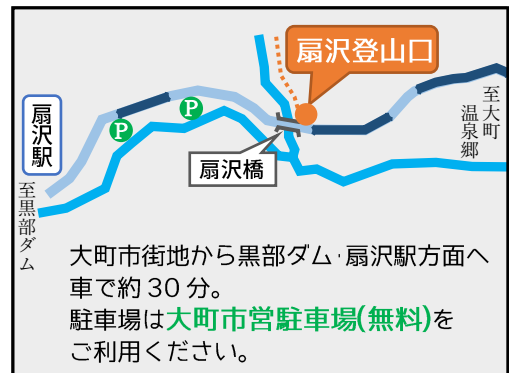 扇沢登山口
扇沢駅
P
P
扇沢橋
至大町
温泉郷
至黒部ダム
大町市街地から黒部ダム・扇沢駅方面へ
車で約30分。
駐車場は大町市営駐車場(無料)を
ご利用ください。